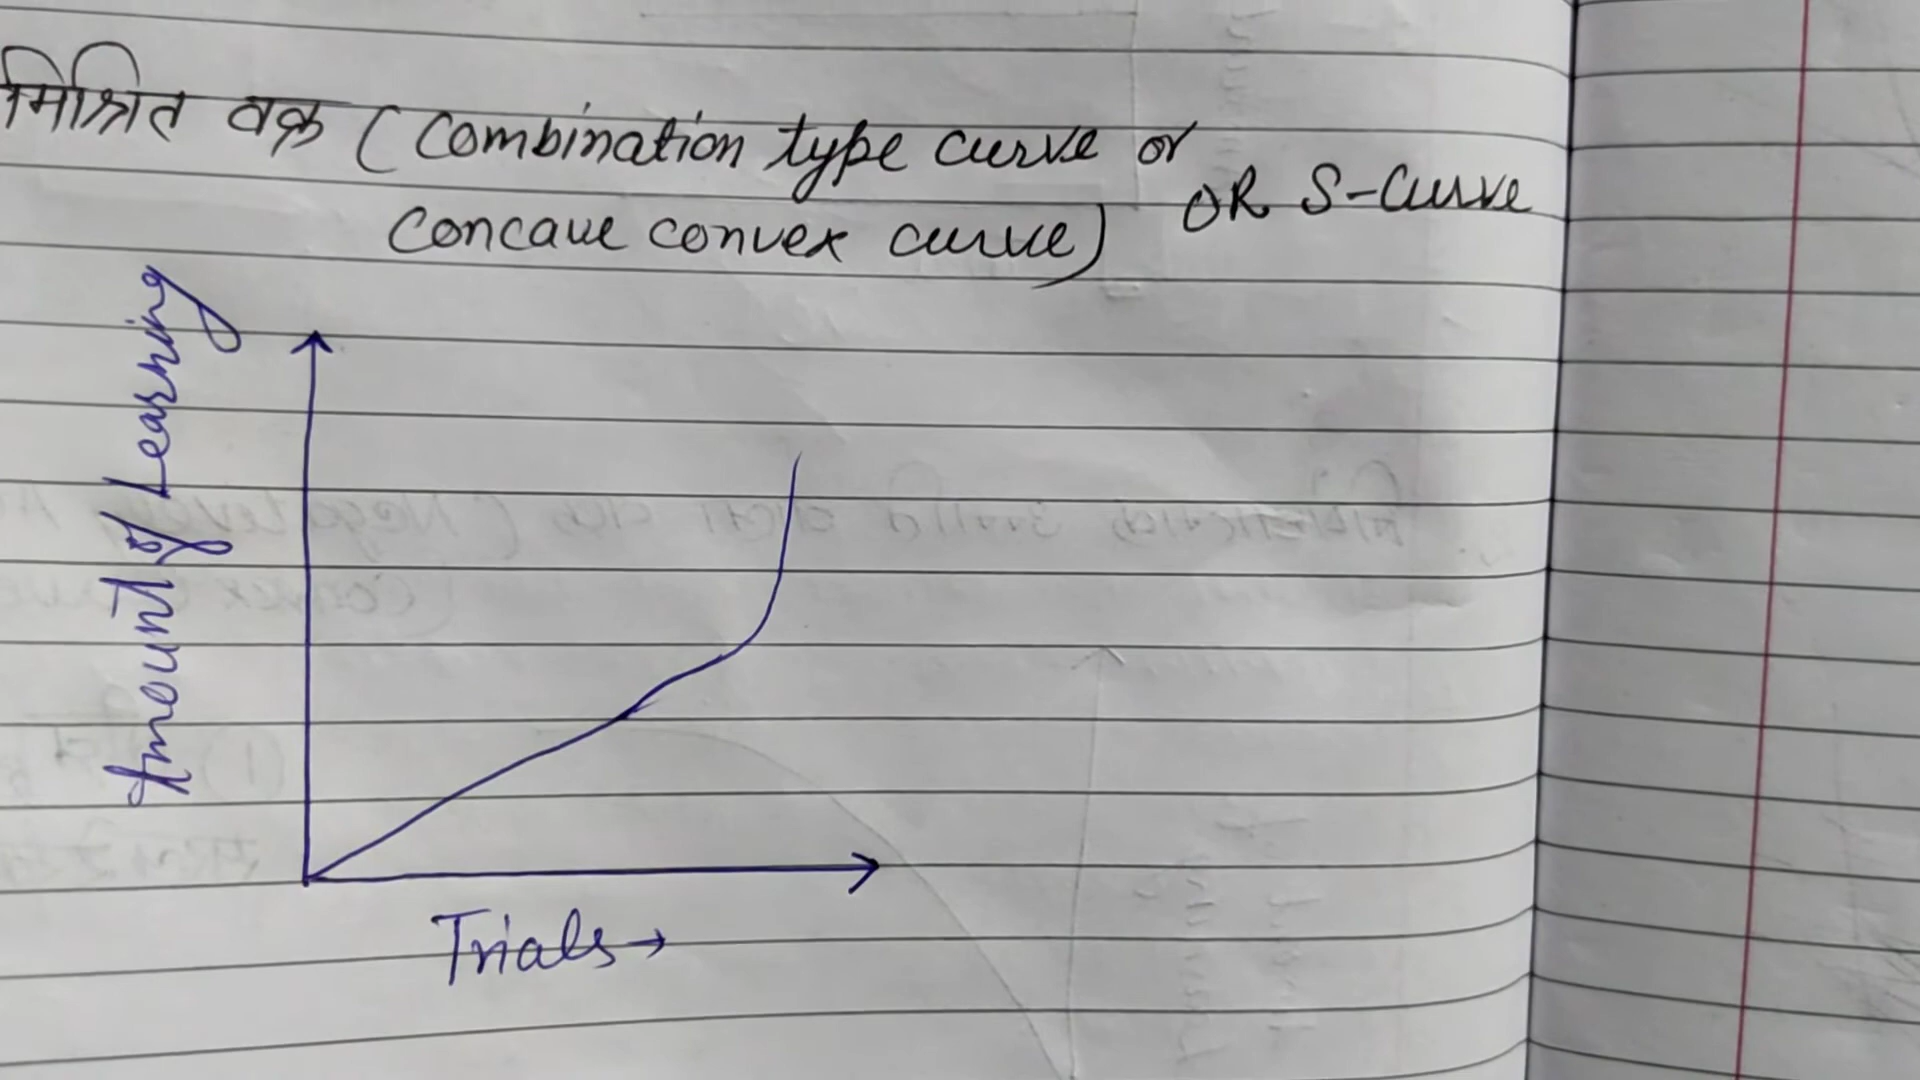 मिश्रित वक्र (Combination type curve or
OR S-Curve
Concave convex curve)
Amount of Learning
Trials→